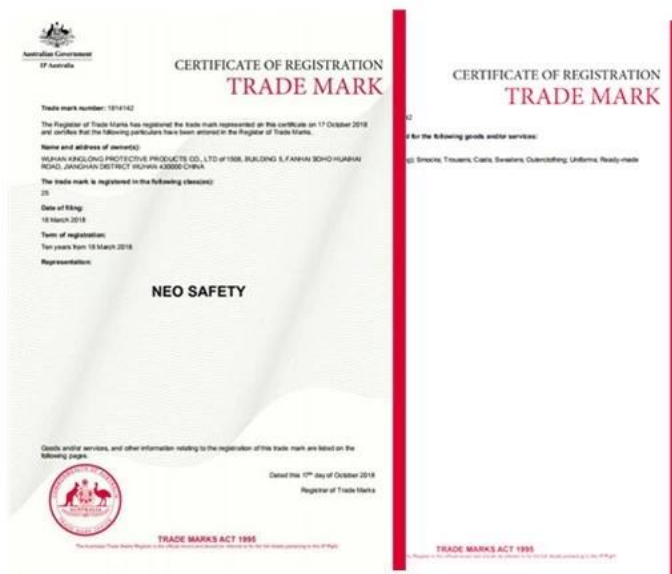 Australian Government
IP Australia
CERTIFICATE OF REGISTRATION
TRADE MARK
Trade mark number: 1914142
The Registrar of Trade Marks has registered the trade mark represented on this certificate on 17 October 2018
and certifies that the following particulars have been entered in the Register of Trade Marks.
Name and address of owner(s):
WUHAN KINGLONG PROTECTIVE PRODUCTS CO., LTD of 1508, BUILDING 5, FANHAI SOHO HUAIHAI
ROAD, JIANGHAN DISTRICT WUHAN 430000 CHINA
The trade mark is registered in the following class(es):
25
Date of filing:
18 March 2018
Term of registration:
Ten years from 18 March 2018
Representation:
NEO SAFETY
Goods and/or services, and other information relating to the registration of this trade mark are listed on the
following pages.
Dated this 17th day of October 2018
Registrar of Trade Marks
AUSTRALIA
TRADE MARKS ACT 1995
CERTIFICATE OF REGISTRATION
TRADE MARK
d for the following goods and/or services:
Smocks; Trousers; Coats; Sweaters; Outerclothing; Uniforms; Ready-made
TRADE MARKS ACT 1995